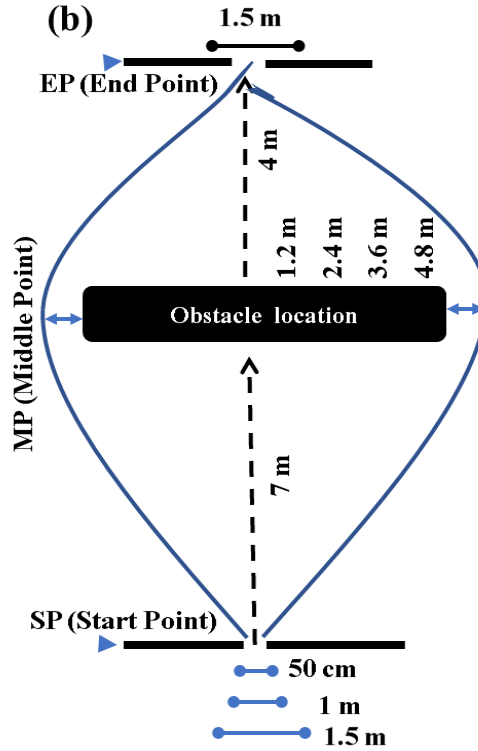 (b)
1.5 m
EP (End Point)
4 m
1.2 m
2.4 m
3.6 m
4.8 m
Obstacle location
MP (Middle Point)
7 m
SP (Start Point)
50 cm
1 m
1.5 m